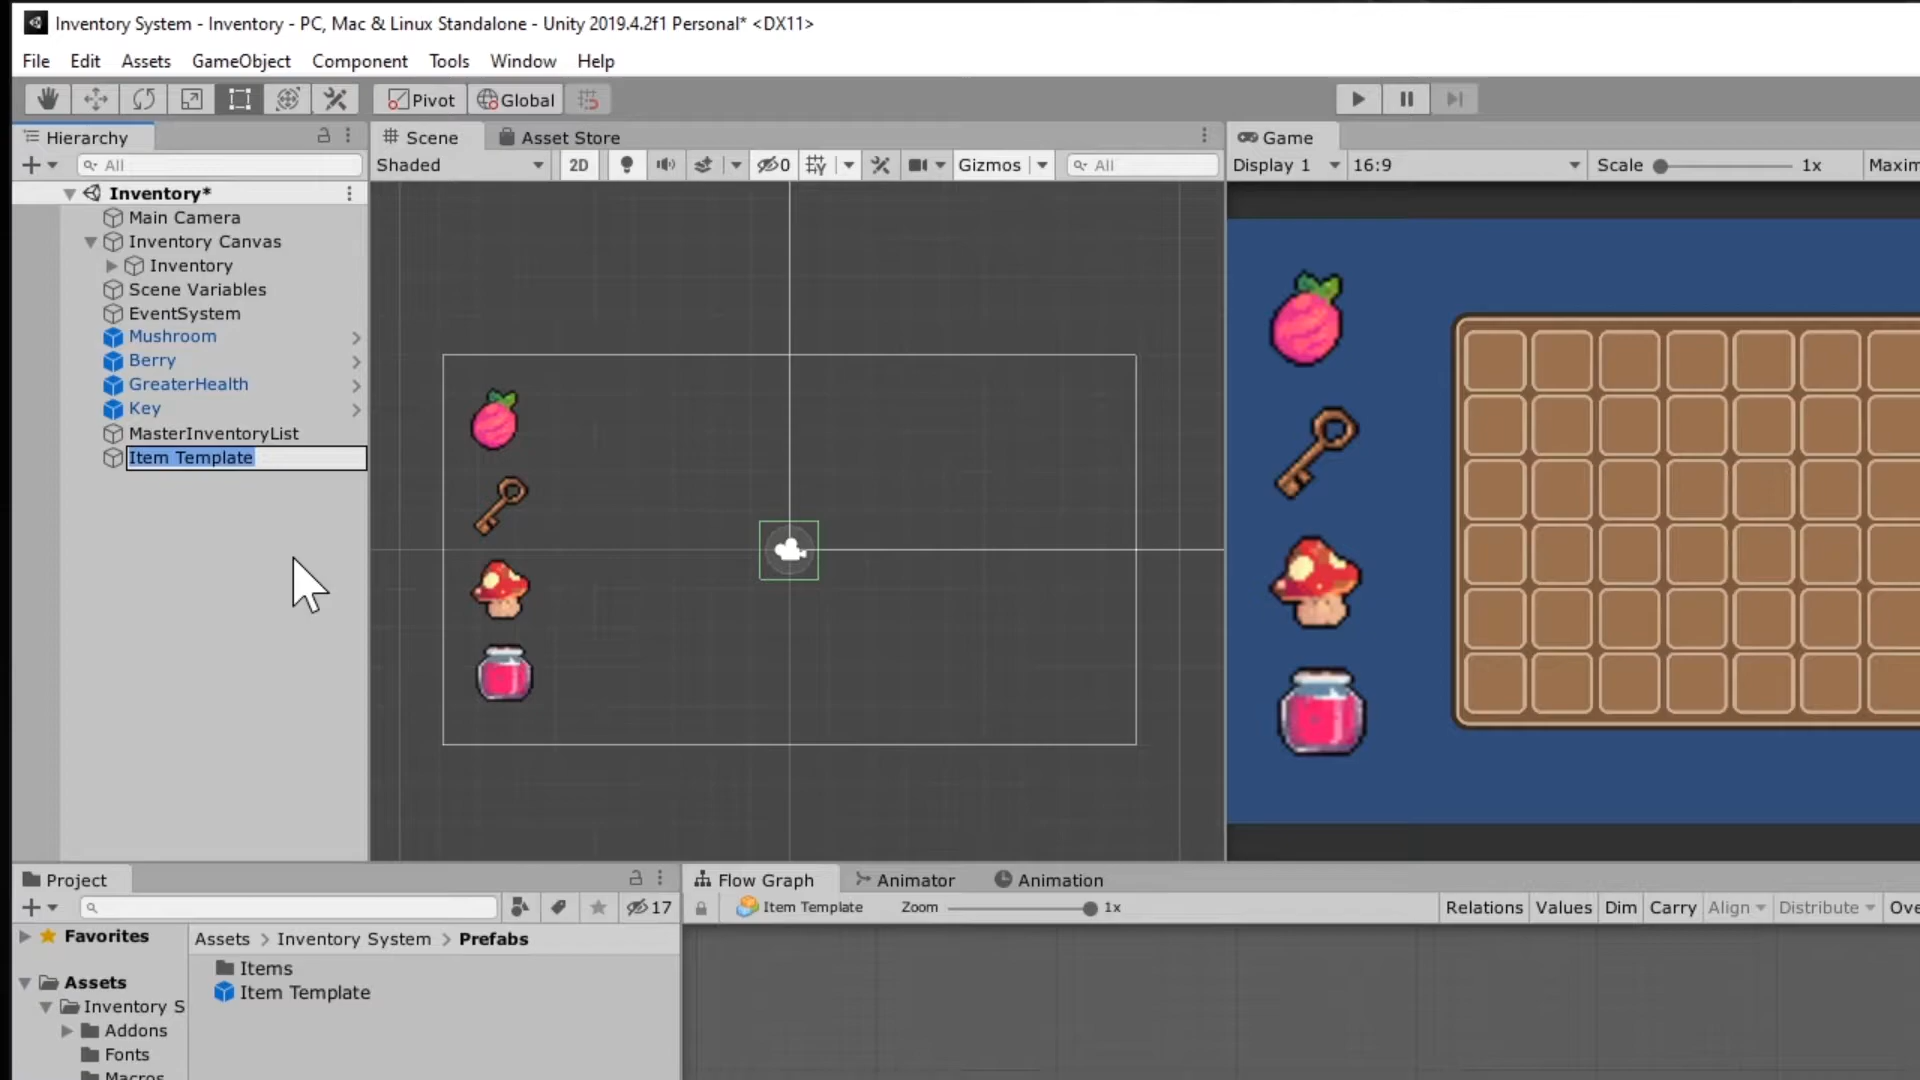 Inventory System - Inventory - PC, Mac & Linux Standalone - Unity 2019.4.2f1 Personal* <DX11>
File Edit Assets GameObject Component Tools Window Help
Pivot Global
Hierarchy
All
Inventory*
Main Camera
Inventory Canvas
Inventory
Scene Variables
EventSystem
Mushroom
Berry
GreaterHealth
Key
MasterInventoryList
Item Template
Scene Asset Store
Shaded 2D 0 Gizmos All
Game
Display 1 16:9 Scale 1x Maxim
Project
17
Favorites
Assets
Inventory S
Addons
Fonts
Macros
Assets > Inventory System > Prefabs
Items
Item Template
Flow Graph Animator Animation
Item Template Zoom 1x Relations Values Dim Carry Align Distribute Ove